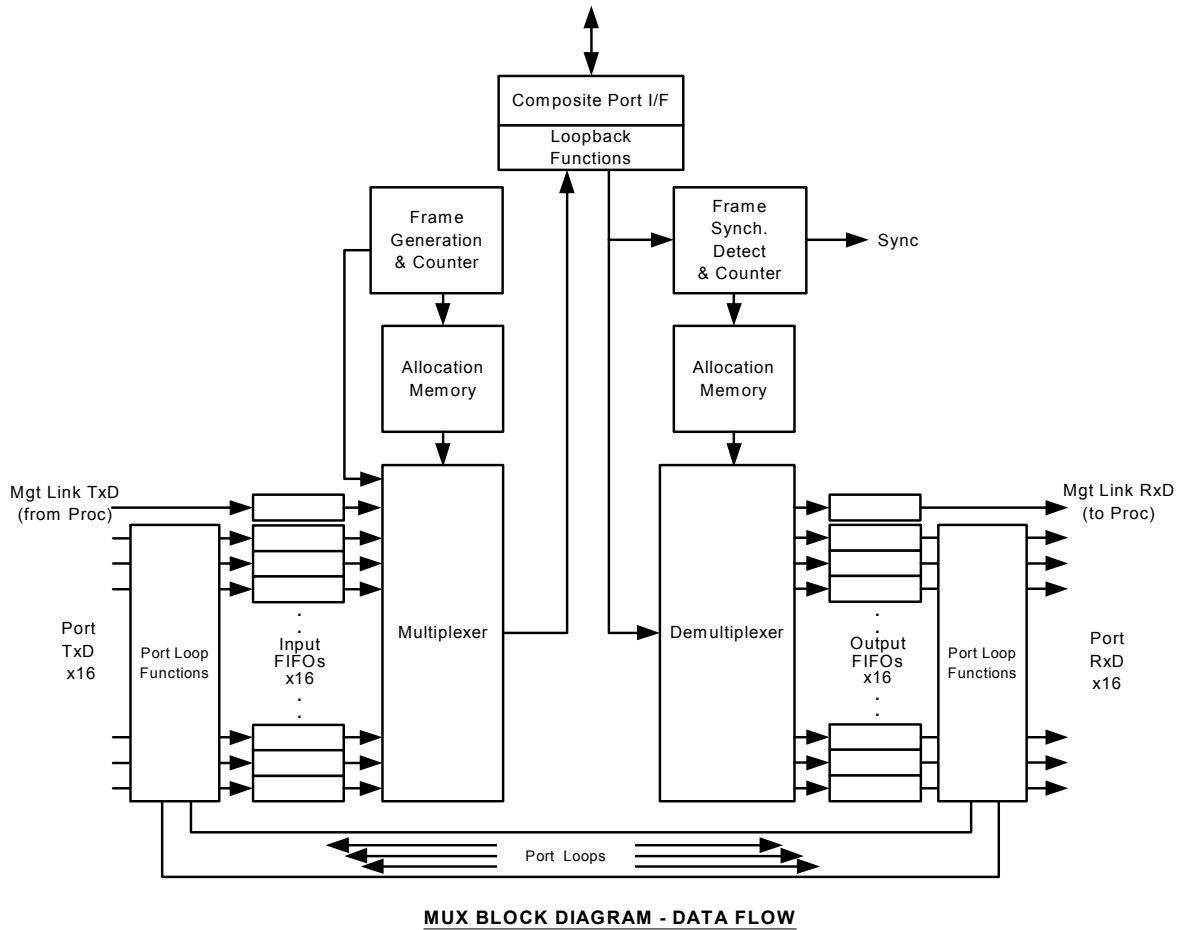 Composite Port I/F
Loopback
Functions
Frame
Generation
& Counter
Frame
Synch.
Detect
& Counter
Sync
Allocation
Memory
Allocation
Memory
Mgt Link TxD
(from Proc)
Mgt Link RxD
(to Proc)
Port
TxD
x16
Port Loop
Functions
Input
FIFOs
x16
Multiplexer
Demultiplexer
Output
FIFOs
x16
Port Loop
Functions
Port
RxD
x16
Port Loops
MUX BLOCK DIAGRAM - DATA FLOW